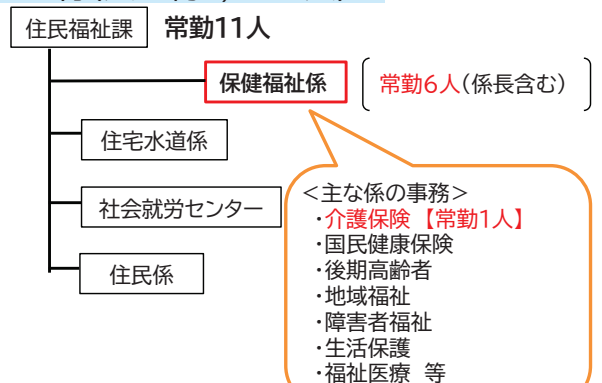 住民福祉課 常勤11人
保健福祉係 常勤6人(係長含む)
住宅水道係
社会就労センター
住民係
<主な係の事務>
・介護保険【常勤1人】
・国民健康保険
・後期高齢者
・地域福祉
・障害者福祉
・生活保護
・福祉医療 等